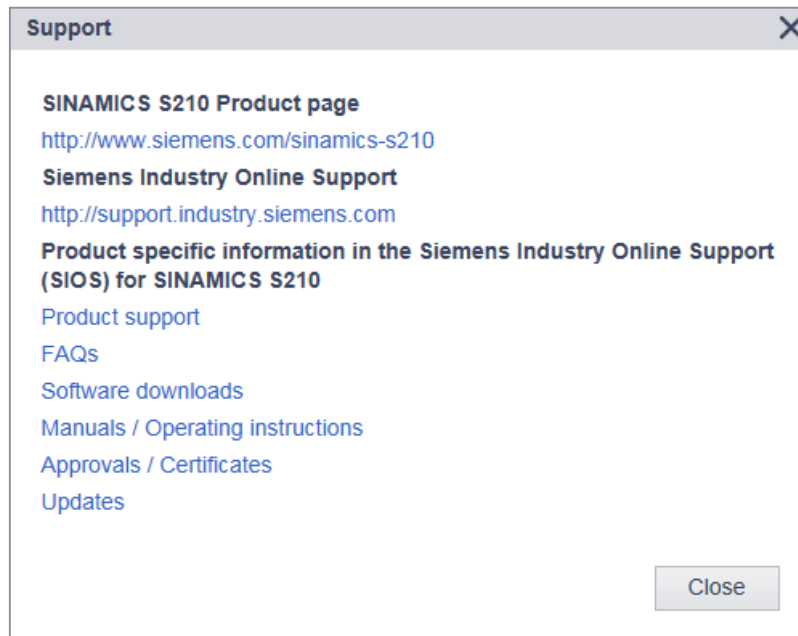 Support
SINAMICS S210 Product page
http://www.siemens.com/sinamics-s210
Siemens Industry Online Support
http://support.industry.siemens.com
Product specific information in the Siemens Industry Online Support
(SIOS) for SINAMICS S210
Product support
FAQs
Software downloads
Manuals / Operating instructions
Approvals / Certificates
Updates
Close